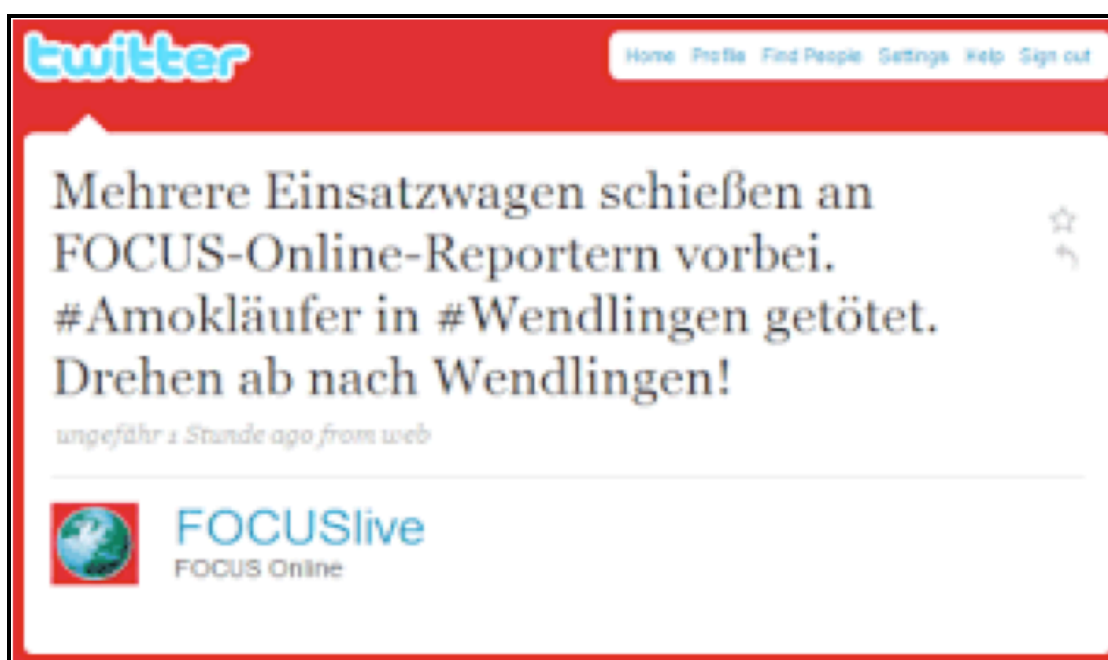 twitter
Home Profile Find People Settings Help Sign out
Mehrere Einsatzwagen schießen an
FOCUS-Online-Reportern vorbei.
#Amokläufer in #Wendlingen getötet.
Drehen ab nach Wendlingen!
ungefähr 1 Stunde ago from web
FOCUSlive
FOCUS Online